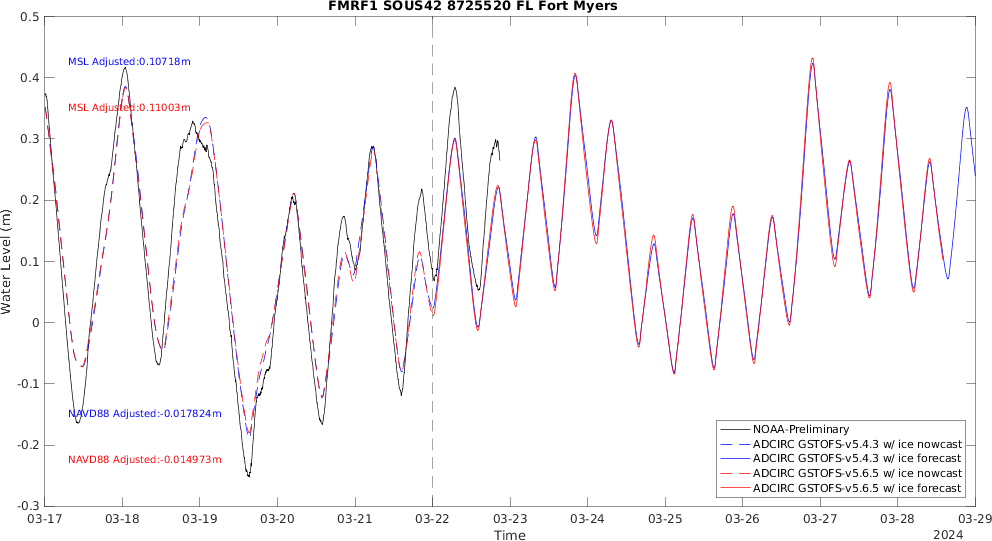 FMRF1 SOUS42 8725520 FL Fort Myers
0.5
0.4
0.3
0.2
0.1
0
-0.1
-0.2
-0.3
Water Level (m)
MSL Adjusted:0.10718m
MSL Adjusted:0.11003m
NAVD88 Adjusted:-0.017824m
NAVD88 Adjusted:-0.014973m
NOAA-Preliminary
ADCIRC GSTOFS-v5.4.3 w/ ice nowcast
ADCIRC GSTOFS-v5.4.3 w/ ice forecast
ADCIRC GSTOFS-v5.6.5 w/ ice nowcast
ADCIRC GSTOFS-v5.6.5 w/ ice forecast
03-17 03-18 03-19 03-20 03-21 03-22 03-23 03-24 03-25 03-26 03-27 03-28 03-29
Time
2024